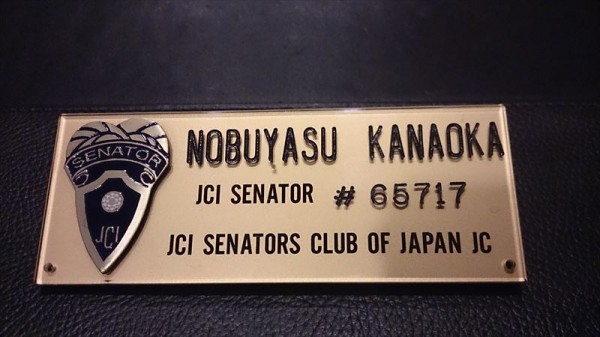 SENATOR
JCI
NOBUYASU KANAOKA
JCI SENATOR # 65717
JCI SENATORS CLUB OF JAPAN JC